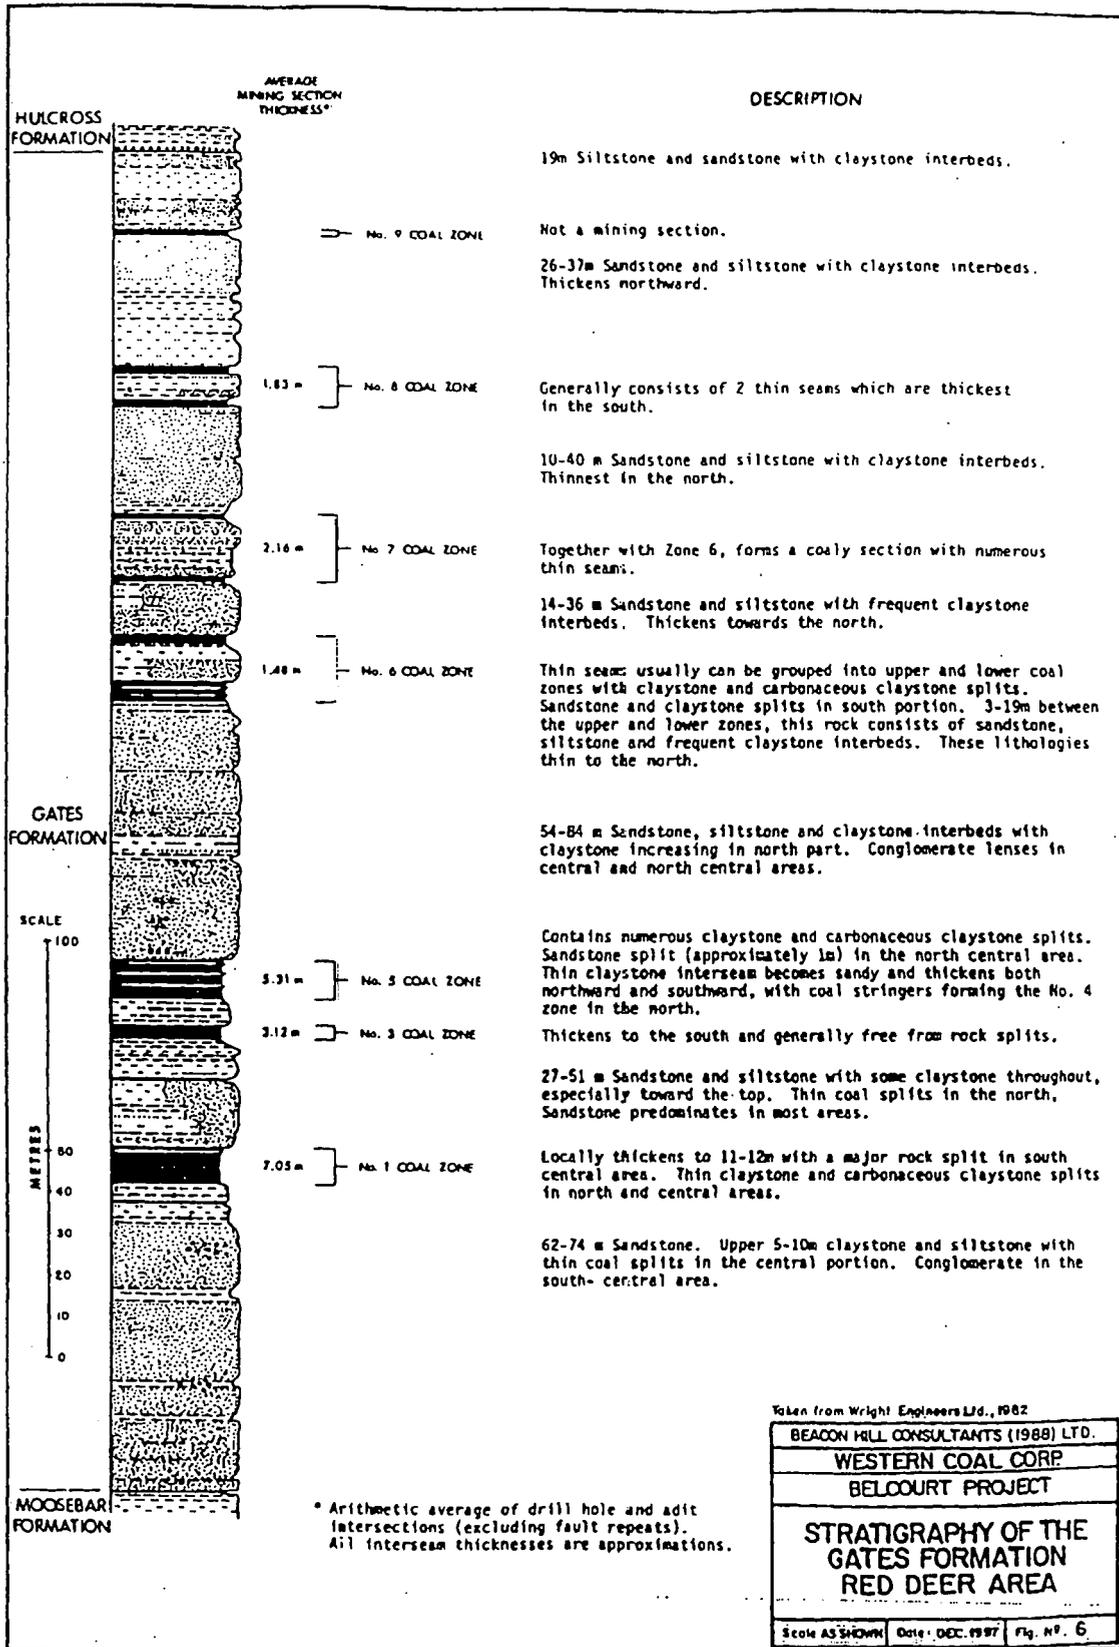 AVERAGE
MINING SECTION
THICKNESS*
DESCRIPTION
HULCROSS
FORMATION
19m Siltstone and sandstone with claystone interbeds.
No. 9 COAL ZONE
Not a mining section.
26-37m Sandstone and siltstone with claystone interbeds.
Thickens northward.
1.83 m
No. 8 COAL ZONE
Generally consists of 2 thin seams which are thickest
in the south.
10-40 m Sandstone and siltstone with claystone interbeds.
Thinnest in the north.
2.16 m
No 7 COAL ZONE
Together with Zone 6, forms a coaly section with numerous
thin seams.
14-36 m Sandstone and siltstone with frequent claystone
interbeds. Thickens towards the north.
1.48 m
No. 6 COAL ZONE
Thin seams usually can be grouped into upper and lower coal
zones with claystone and carbonaceous claystone splits.
Sandstone and claystone splits in south portion. 3-19m between
the upper and lower zones, this rock consists of sandstone,
siltstone and frequent claystone interbeds. These lithologies
thin to the north.
GATES
FORMATION
54-84 m Sandstone, siltstone and claystone interbeds with
claystone increasing in north part. Conglomerate lenses in
central and north central areas.
SCALE
100
METRES
50
40
30
20
10
0
5.31 m
No. 5 COAL ZONE
Contains numerous claystone and carbonaceous claystone splits.
Sandstone split (approximately 1m) in the north central area.
Thin claystone interseam becomes sandy and thickens both
northward and southward, with coal stringers forming the No. 4
zone in the north.
3.12 m
No. 3 COAL ZONE
Thickens to the south and generally free from rock splits.
27-51 m Sandstone and siltstone with some claystone throughout,
especially toward the top. Thin coal splits in the north,
Sandstone predominates in most areas.
7.05 m
No 1 COAL ZONE
Locally thickens to 11-12m with a major rock split in south
central area. Thin claystone and carbonaceous claystone splits
in north and central areas.
62-74 m Sandstone. Upper 5-10m claystone and siltstone with
thin coal splits in the central portion. Conglomerate in the
south- central area.
MOOSEBAR
FORMATION
* Arithmetic average of drill hole and adit
intersections (excluding fault repeats).
All interseam thicknesses are approximations.
Taken from Wright Engineers Ltd., 1982
BEACON HILL CONSULTANTS (1988) LTD.
WESTERN COAL CORP.
BELCOURT PROJECT
STRATIGRAPHY OF THE
GATES FORMATION
RED DEER AREA
Scale AS SHOWN Date: DEC. 1997 Fig. Nº. 6